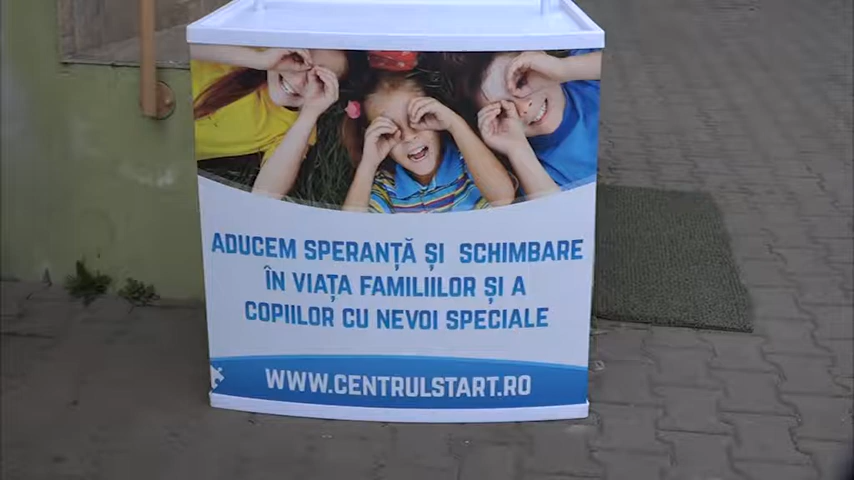 ADUCEM SPERANȚĂ ȘI SCHIMBARE
ÎN VIAȚA FAMILIILOR ȘI A
COPIILOR CU NEVOI SPECIALE
WWW.CENTRULSTART.RO